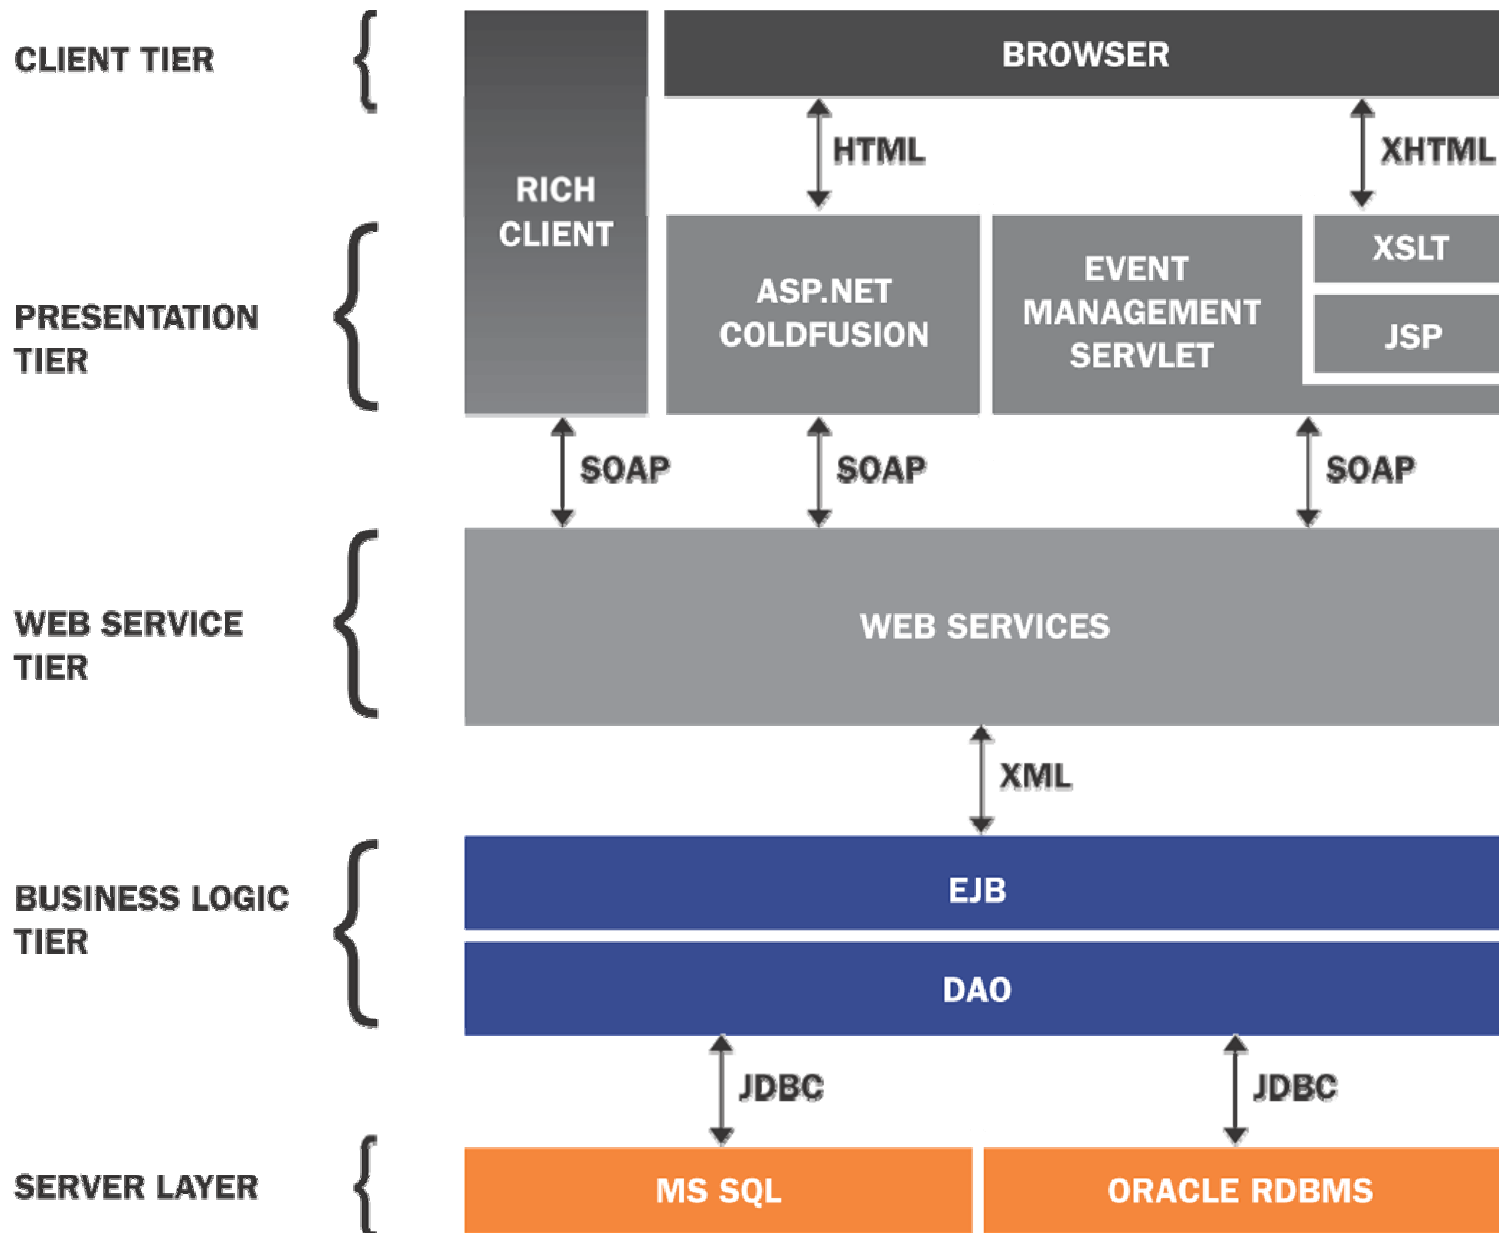 CLIENT TIER
BROWSER
HTML
XHTML
RICH
CLIENT
PRESENTATION
TIER
ASP.NET
COLDFUSION
EVENT
MANAGEMENT
SERVLET
XSLT
JSP
SOAP
SOAP
SOAP
WEB SERVICE
TIER
WEB SERVICES
XML
BUSINESS LOGIC
TIER
EJB
DAO
JDBC
JDBC
SERVER LAYER
MS SQL
ORACLE RDBMS